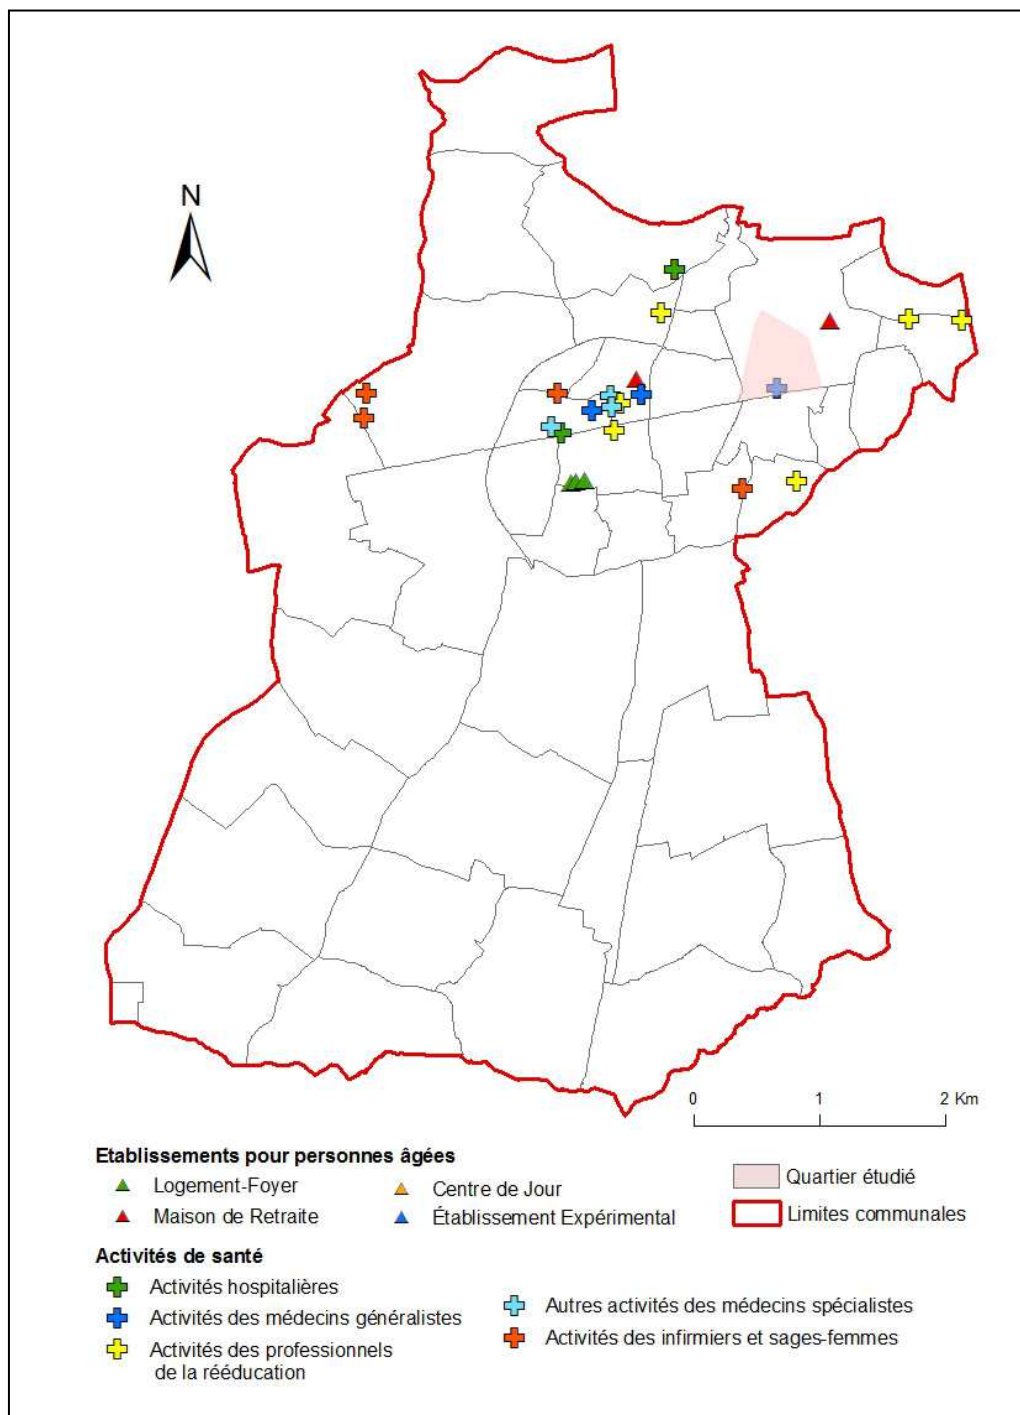 N
0 1 2 Km
Etablissements pour personnes âgées
Logement-Foyer
Maison de Retraite
Centre de Jour
Établissement Expérimental
Quartier étudié
Limites communales
Activités de santé
Activités hospitalières
Activités des médecins généralistes
Activités des professionnels
de la rééducation
Autres activités des médecins spécialistes
Activités des infirmiers et sages-femmes